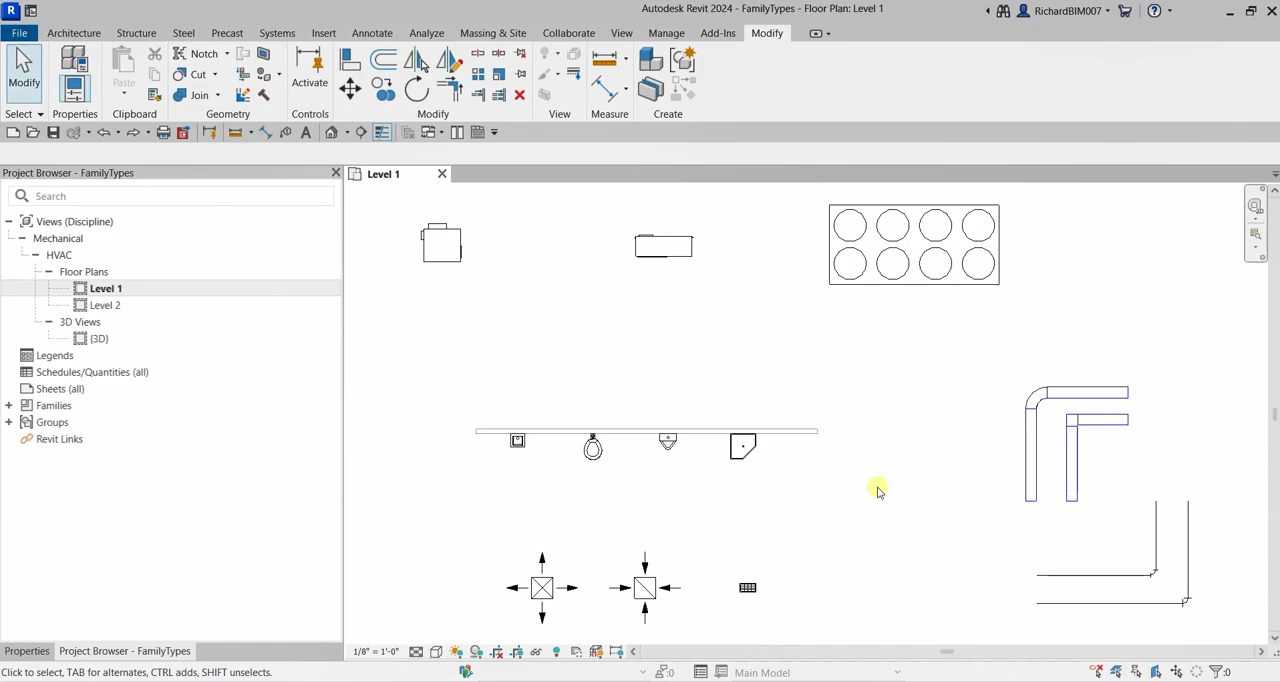 Autodesk Revit 2024 - FamilyTypes - Floor Plan: Level 1
RichardBIM007
File Architecture Structure Steel Precast Systems Insert Annotate Analyze Massing & Site Collaborate View Manage Add-Ins Modify
Modify
Paste
Notch
Cut
Join
Activate
Select Properties Clipboard Geometry Controls Modify View Measure Create
Project Browser - FamilyTypes
Level 1
Search
Views (Discipline)
Mechanical
HVAC
Floor Plans
Level 1
Level 2
3D Views
{3D}
Legends
Schedules/Quantities (all)
Sheets (all)
Families
Groups
Revit Links
Properties
Project Browser - FamilyTypes
1/8" = 1'-0"
Click to select, TAB for alternates, CTRL adds, SHIFT unselects.
:0
Main Model
:0